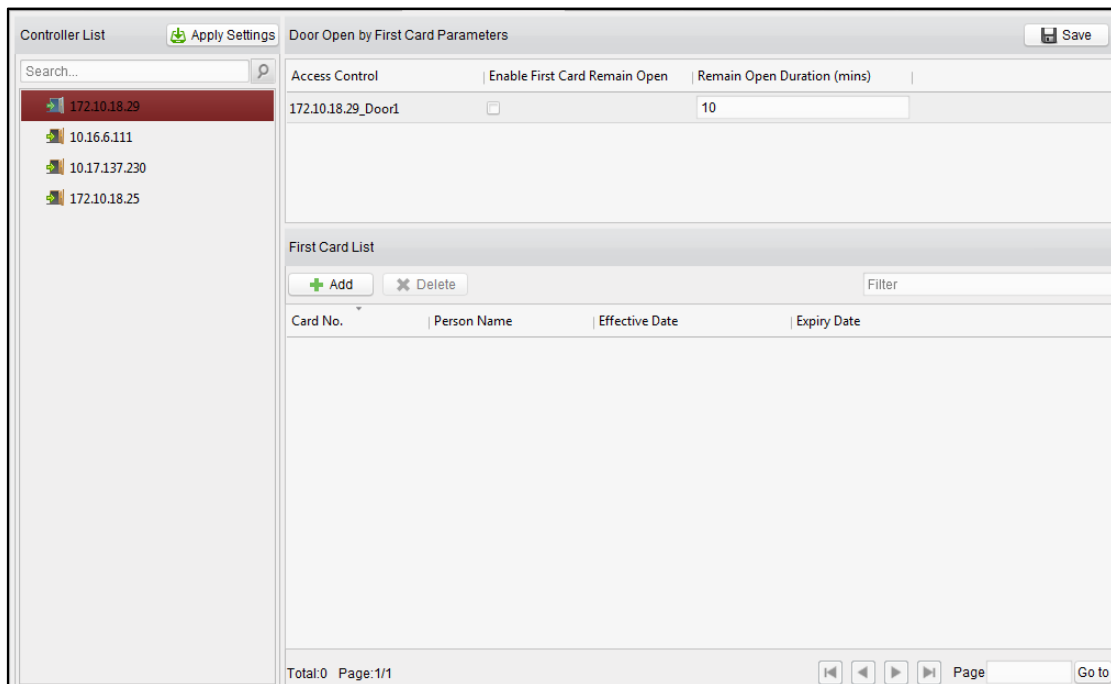 Controller List
Apply Settings
Search...
172.10.18.29
10.16.6.111
10.17.137.230
172.10.18.25
Door Open by First Card Parameters
Save
Access Control Enable First Card Remain Open Remain Open Duration (mins)
172.10.18.29_Door1 10
First Card List
Add Delete Filter
Card No. Person Name Effective Date Expiry Date
Total:0 Page:1/1 Page Go to